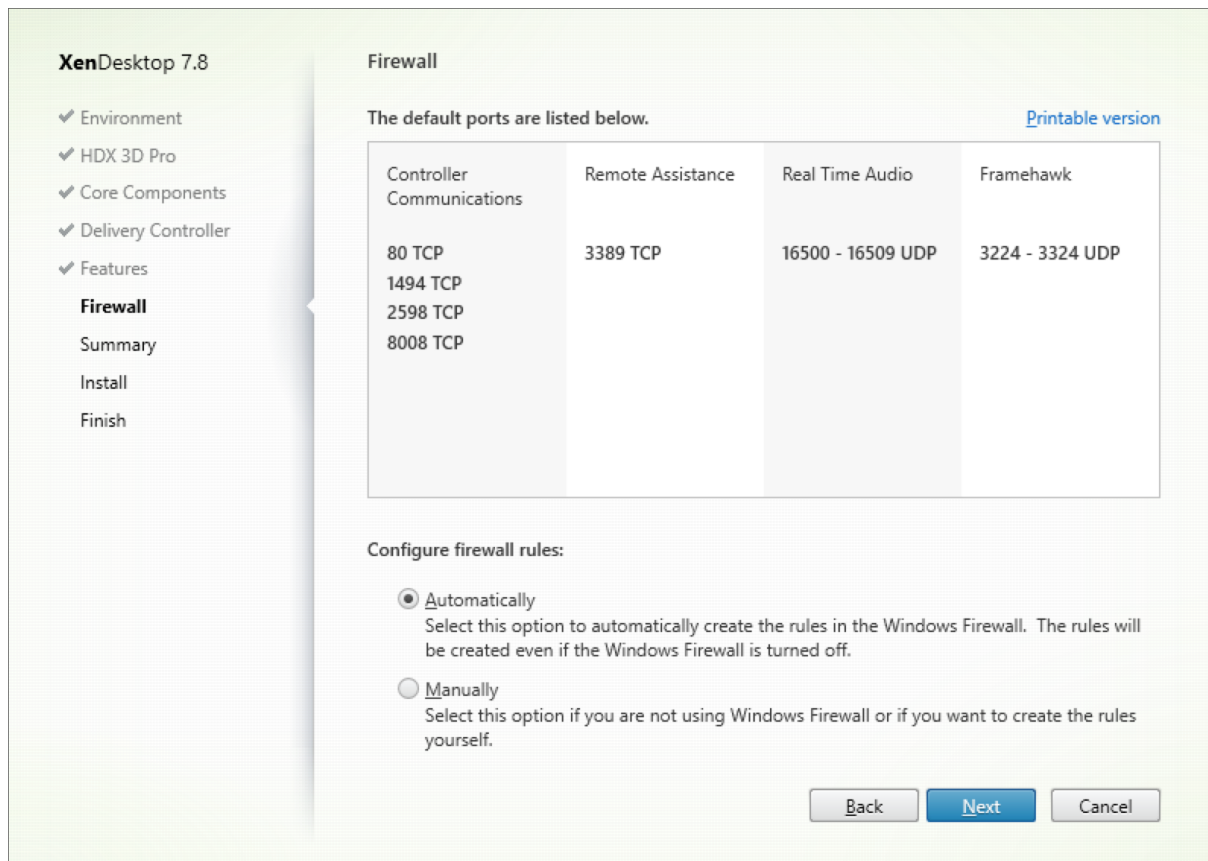 XenDesktop 7.8
Environment
HDX 3D Pro
Core Components
Delivery Controller
Features
Firewall
Summary
Install
Finish
Firewall
The default ports are listed below.
Printable version
Controller
Communications
80 TCP
1494 TCP
2598 TCP
8008 TCP
Remote Assistance
3389 TCP
Real Time Audio
16500 - 16509 UDP
Framehawk
3224 - 3324 UDP
Configure firewall rules:
Automatically
Select this option to automatically create the rules in the Windows Firewall.  The rules will
be created even if the Windows Firewall is turned off.
Manually
Select this option if you are not using Windows Firewall or if you want to create the rules
yourself.
Back
Next
Cancel